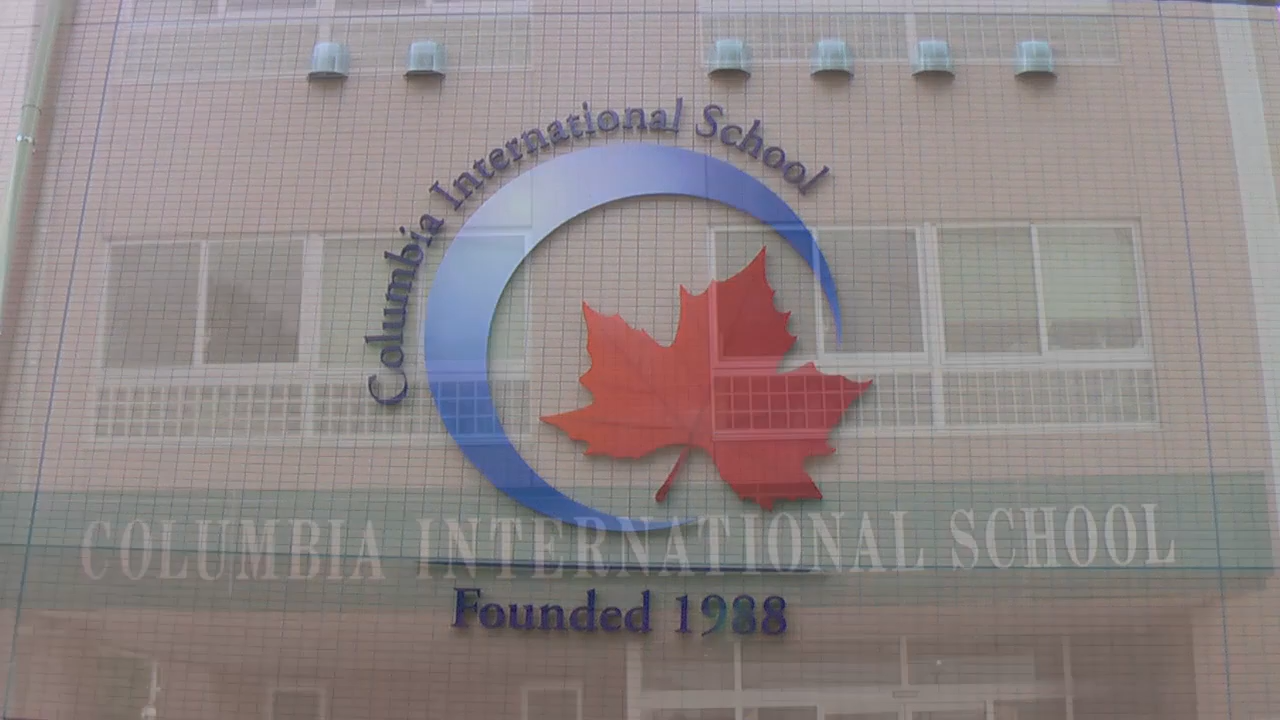 Columbia International School
COLUMBIA INTERNATIONAL SCHOOL
Founded 1988